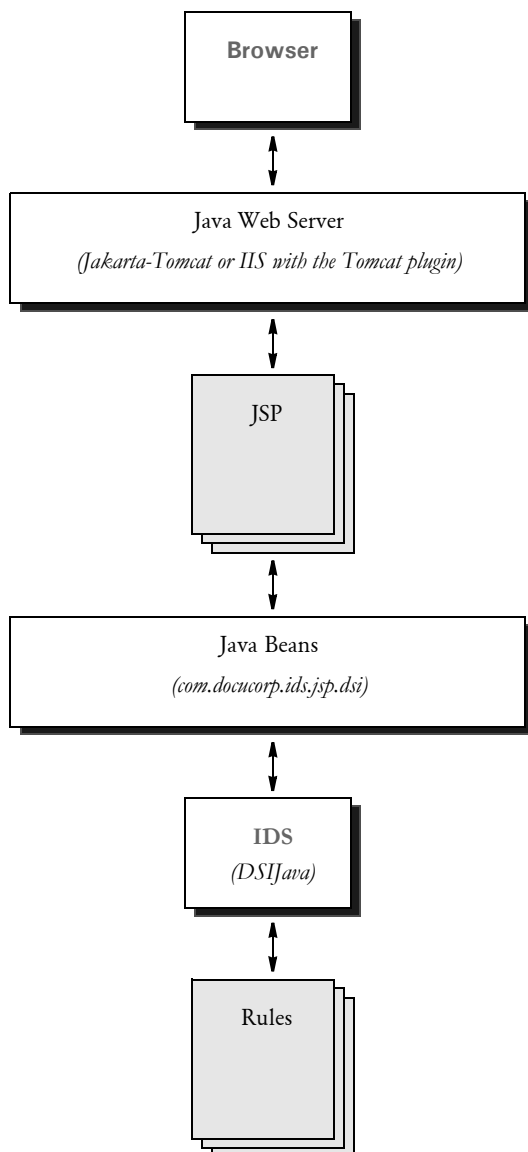 Browser
Java Web Server
(Jakarta-Tomcat or IIS with the Tomcat plugin)
JSP
Java Beans
(com.docucorp.ids.jsp.dsi)
IDS
(DSIJava)
Rules